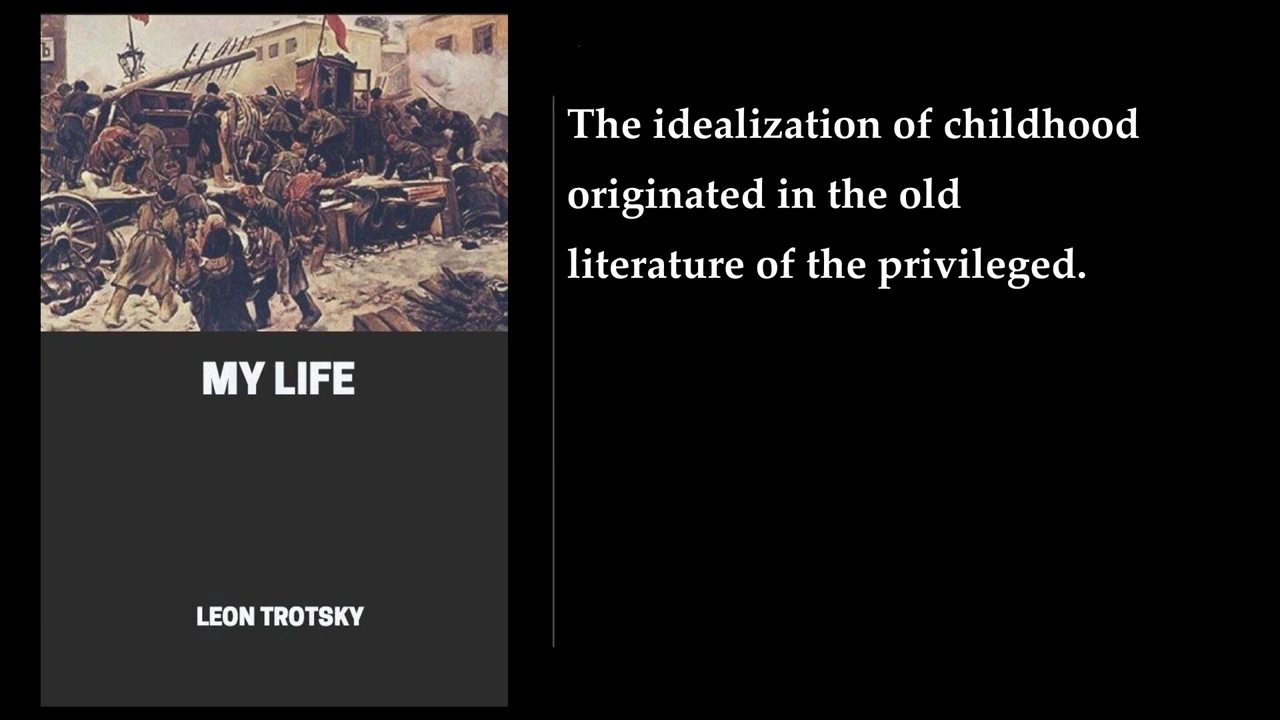 The idealization of childhood
originated in the old
literature of the privileged.
MY LIFE
LEON TROTSKY